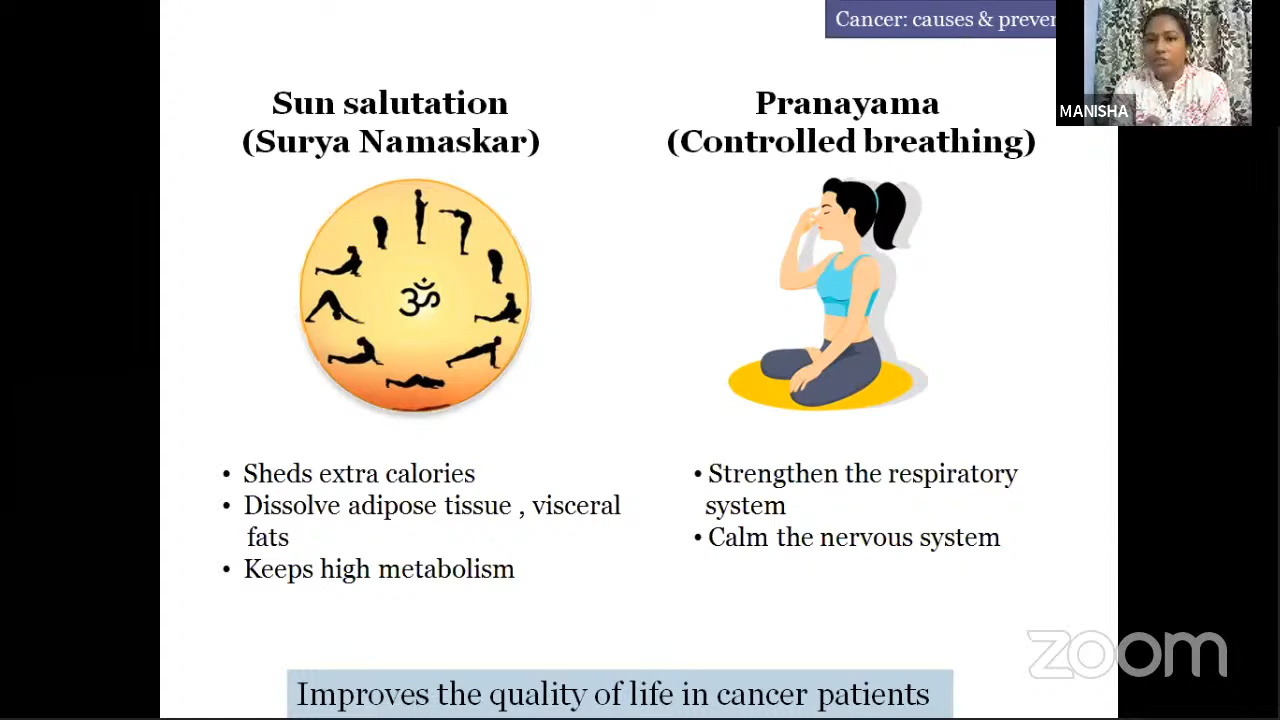 Cancer: causes & preven
MANISHA
Sun salutation
(Surya Namaskar)
ॐ
Pranayama
(Controlled breathing)
• Sheds extra calories
• Dissolve adipose tissue , visceral
fats
• Keeps high metabolism
• Strengthen the respiratory
system
• Calm the nervous system
zoom
Improves the quality of life in cancer patients